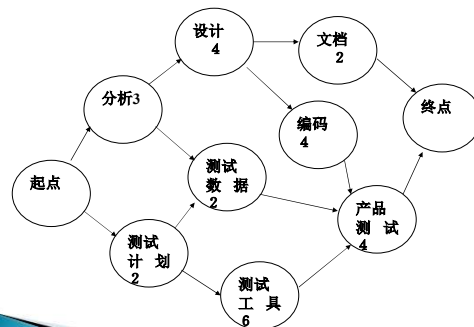 设计
4
文档
2
分析3
编码
4
终点
起点
测试
数 据
2
产品
测 试
4
测试
计 划
2
测试
工 具
6